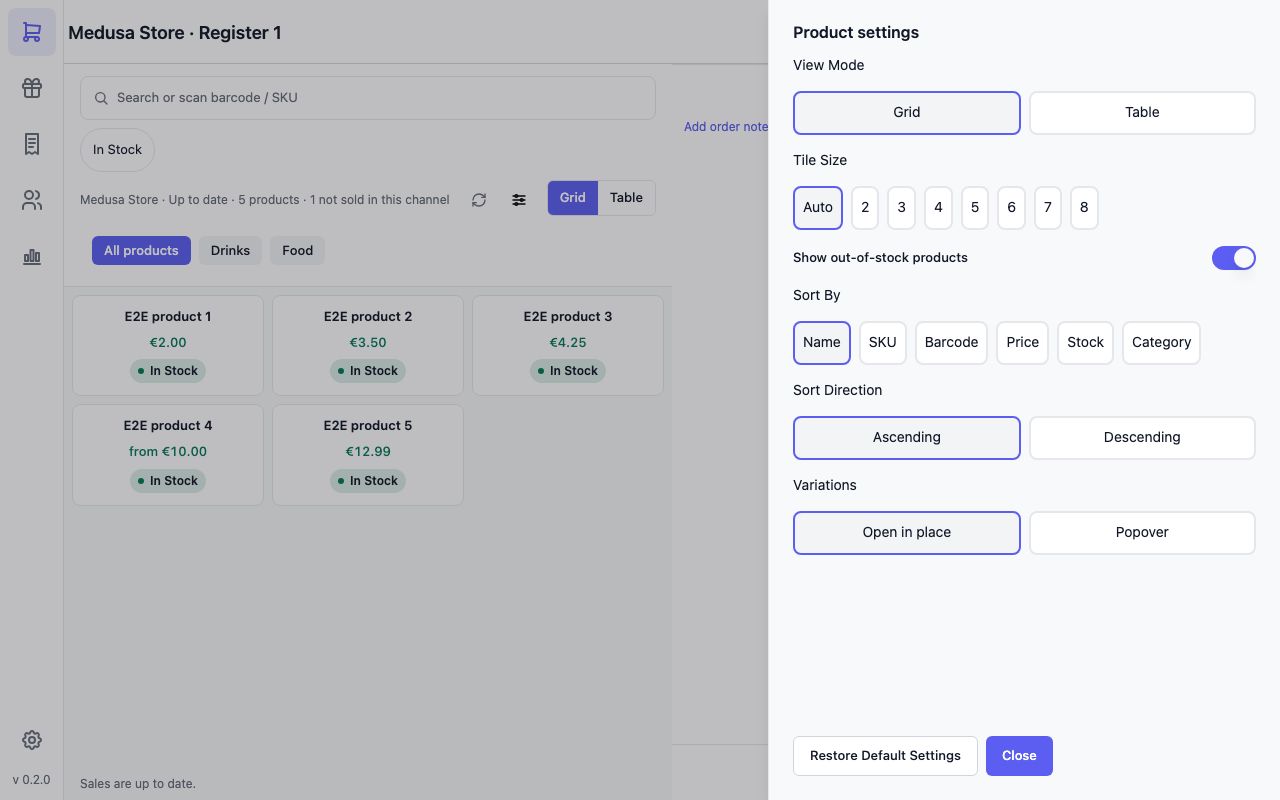 Medusa Store · Register 1
Search or scan barcode / SKU
Add order note
In Stock
Medusa Store · Up to date · 5 products · 1 not sold in this channel
Grid
Table
All products
Drinks
Food
E2E product 1
€2.00
In Stock
E2E product 2
€3.50
In Stock
E2E product 3
€4.25
In Stock
E2E product 4
from €10.00
In Stock
E2E product 5
€12.99
In Stock
v 0.2.0
Sales are up to date.
Product settings
View Mode
Grid
Table
Tile Size
Auto
2
3
4
5
6
7
8
Show out-of-stock products
Sort By
Name
SKU
Barcode
Price
Stock
Category
Sort Direction
Ascending
Descending
Variations
Open in place
Popover
Restore Default Settings
Close